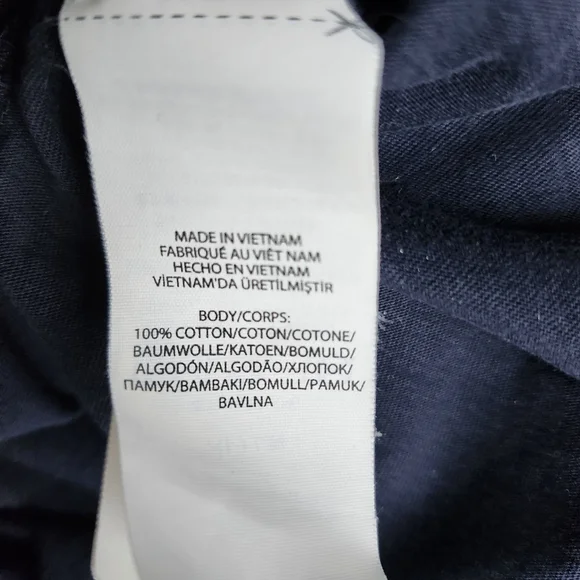 MADE IN VIETNAM
FABRIQUÉ AU VIÊT NAM
HECHO EN VIETNAM
VİETNAM'DA ÜRETİLMİŞTİR
BODY/CORPS:
100% COTTON/COTON/COTONE/
BAUMWOLLE/KATOEN/BOMULD/
ALGODÓN/ALGODÃO/ХЛОПОК/
ПАМУК/BAMBAKI/BOMULL/PAMUK/
BAVLNA